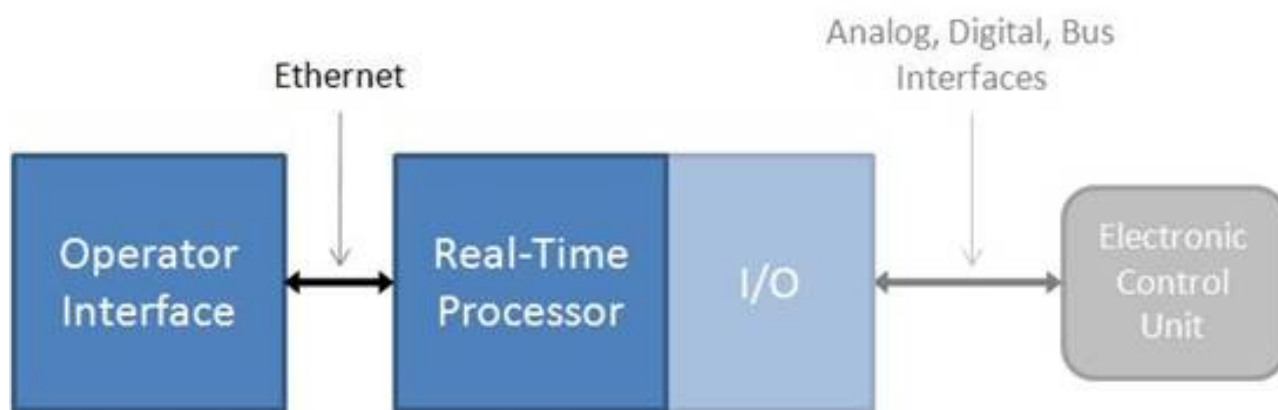 Ethernet
Analog, Digital, Bus
Interfaces
Operator
Interface
Real-Time
Processor
I/O
Electronic
Control
Unit